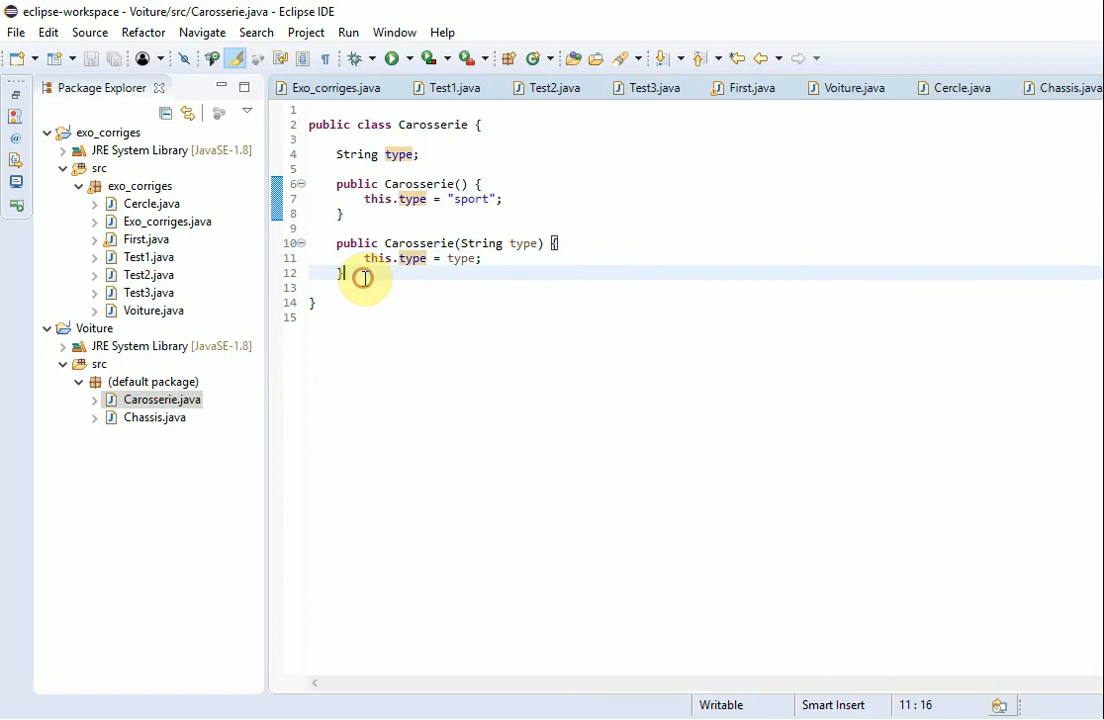 eclipse-workspace - Voiture/src/Carosserie.java - Eclipse IDE
File Edit Source Refactor Navigate Search Project Run Window Help
Package Explorer
Exo_corriges.java Test1.java Test2.java Test3.java First.java Voiture.java Cercle.java Chassis.java
exo_corriges
JRE System Library [JavaSE-1.8]
src
exo_corriges
Cercle.java
Exo_corriges.java
First.java
Test1.java
Test2.java
Test3.java
Voiture.java
Voiture
JRE System Library [JavaSE-1.8]
src
(default package)
Carosserie.java
Chassis.java
1
2 public class Carosserie {
3
4 String type;
5
6 public Carosserie() {
7 this.type = "sport";
8 }
9
10 public Carosserie(String type) {
11 this.type = type;
12 }
13
14 }
15
Writable Smart Insert 11 : 16